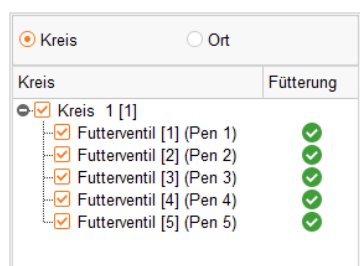 Kreis Ort
Kreis Fütterung
Kreis 1 [1]
Futterventil [1] (Pen 1)
Futterventil [2] (Pen 2)
Futterventil [3] (Pen 3)
Futterventil [4] (Pen 4)
Futterventil [5] (Pen 5)